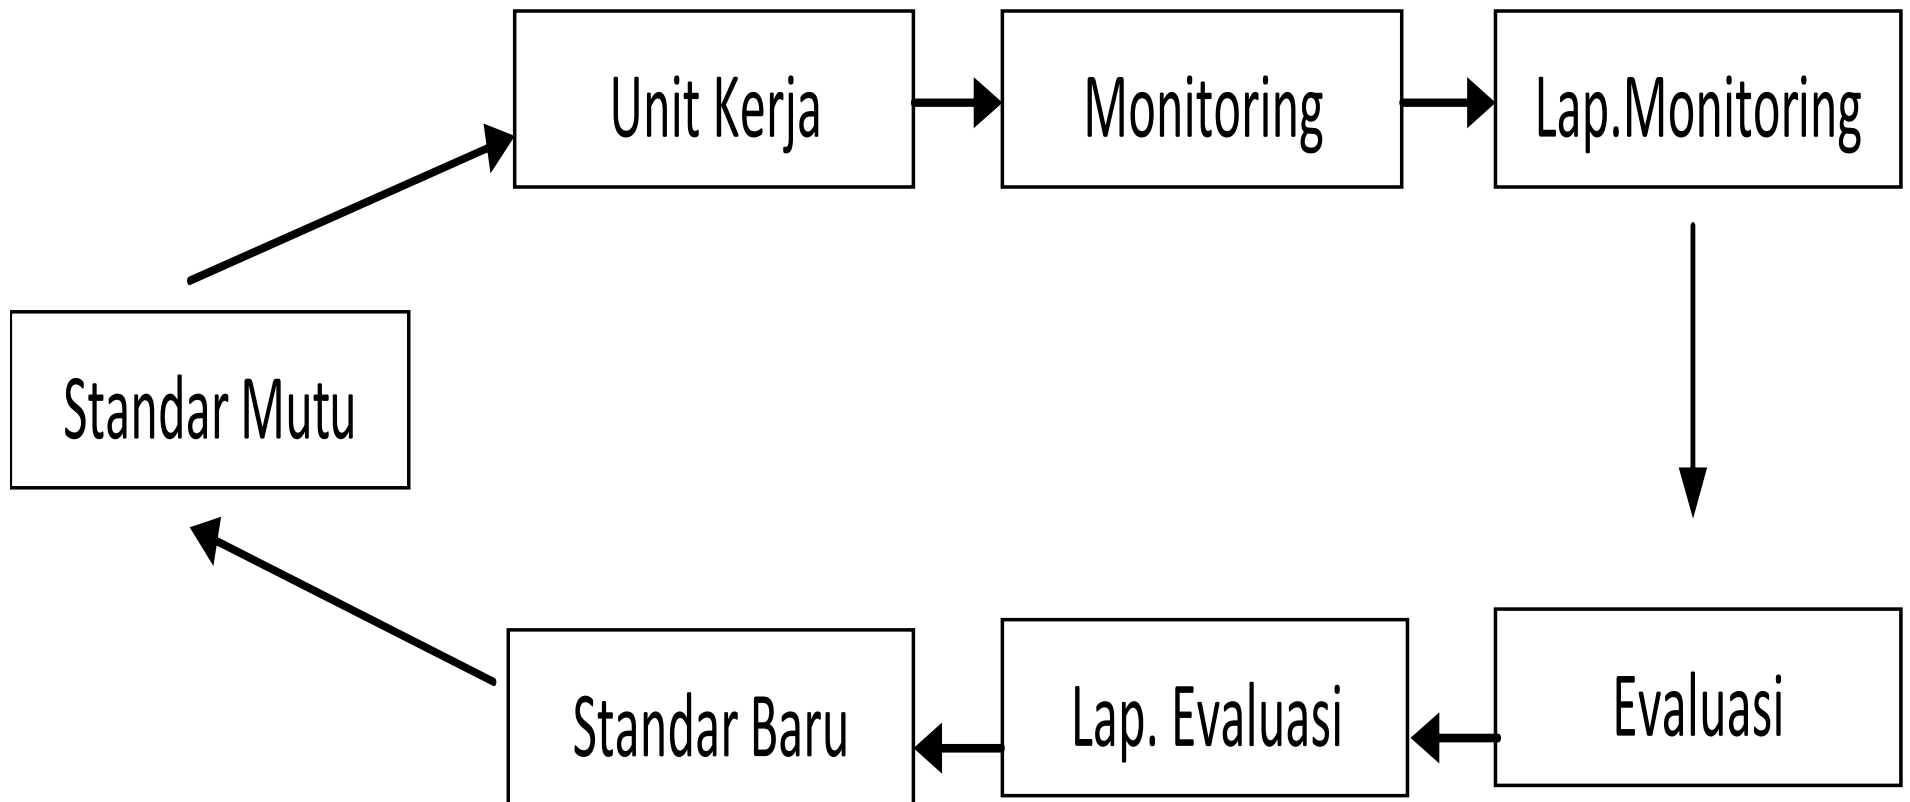 Unit Kerja
Monitoring
Lap.Monitoring
Standar Mutu
Standar Baru
Lap. Evaluasi
Evaluasi